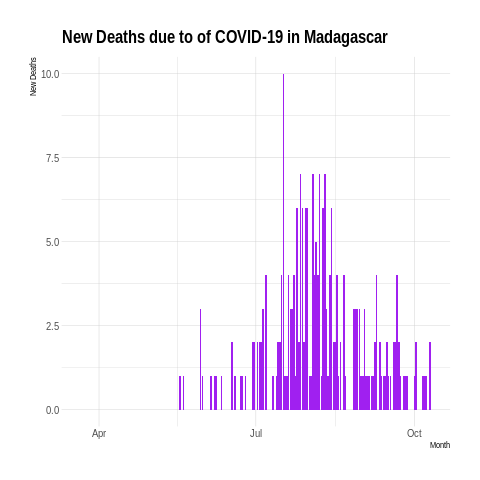 New Deaths due to of COVID-19 in Madagascar
New Deaths
10.0
7.5
5.0
2.5
0.0
Apr
Jul
Oct
Month